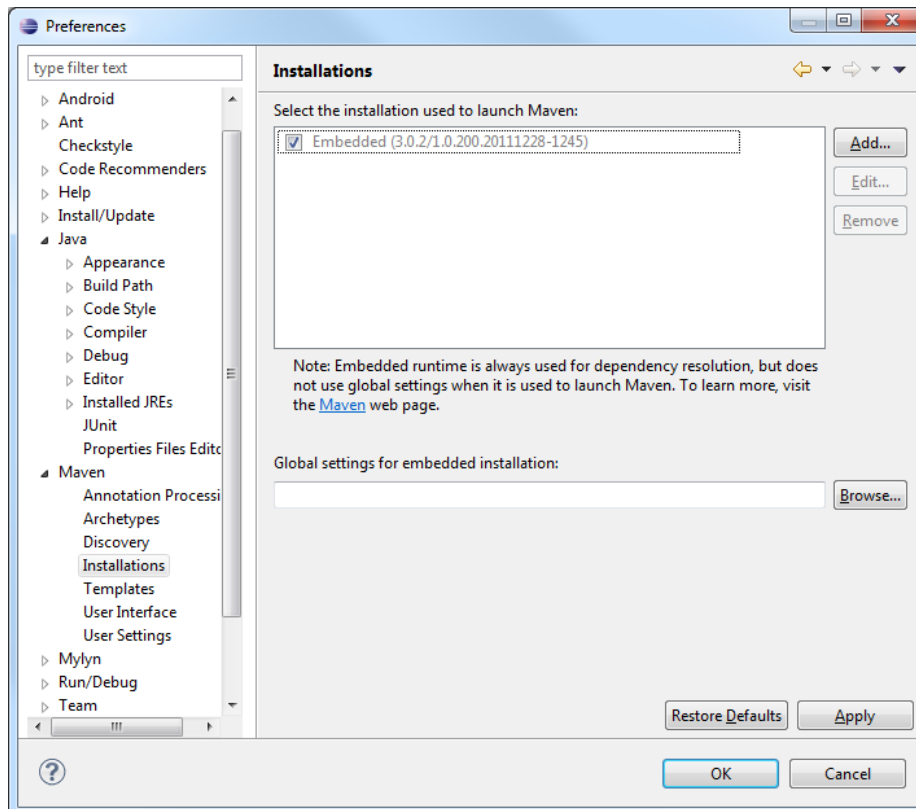 Preferences
type filter text
Android
Ant
Checkstyle
Code Recommenders
Help
Install/Update
Java
Appearance
Build Path
Code Style
Compiler
Debug
Editor
Installed JREs
JUnit
Properties Files Editc
Maven
Annotation Processi
Archetypes
Discovery
Installations
Templates
User Interface
User Settings
Mylyn
Run/Debug
Team
Installations
Select the installation used to launch Maven:
Embedded (3.0.2/1.0.200.20111228-1245)
Add...
Edit...
Remove
Note: Embedded runtime is always used for dependency resolution, but does
not use global settings when it is used to launch Maven. To learn more, visit
the Maven web page.
Global settings for embedded installation:
Browse...
Restore Defaults
Apply
OK
Cancel